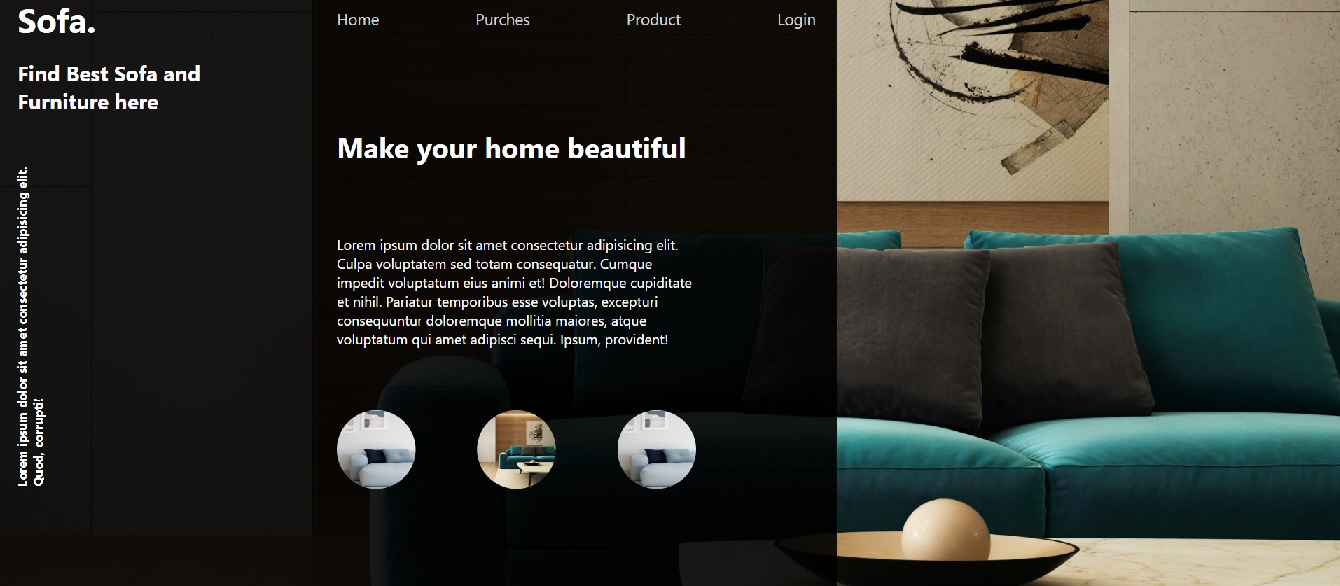 Sofa.
Find Best Sofa and
Furniture here
Lorem ipsum dolor sit amet consectetur adipisicing elit.
Quod, corrupti!
Home Purches Product Login
Make your home beautiful
Lorem ipsum dolor sit amet consectetur adipisicing elit.
Culpa voluptatem sed totam consequatur. Cumque
impedit voluptatum eius animi et! Doloremque cupiditate
et nihil. Pariatur temporibus esse voluptas, excepturi
consequuntur doloremque mollitia maiores, atque
voluptatum qui amet adipisci sequi. Ipsum, provident!